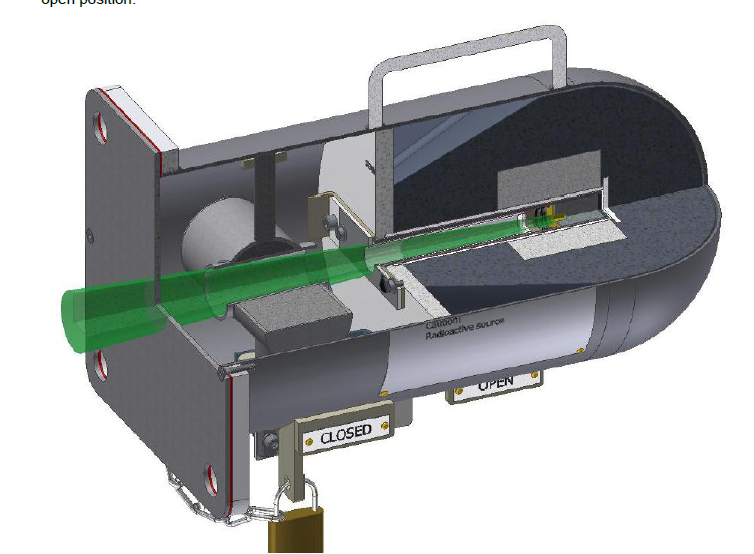 open position.
Caution!
Radioactive source
OPEN
CLOSED